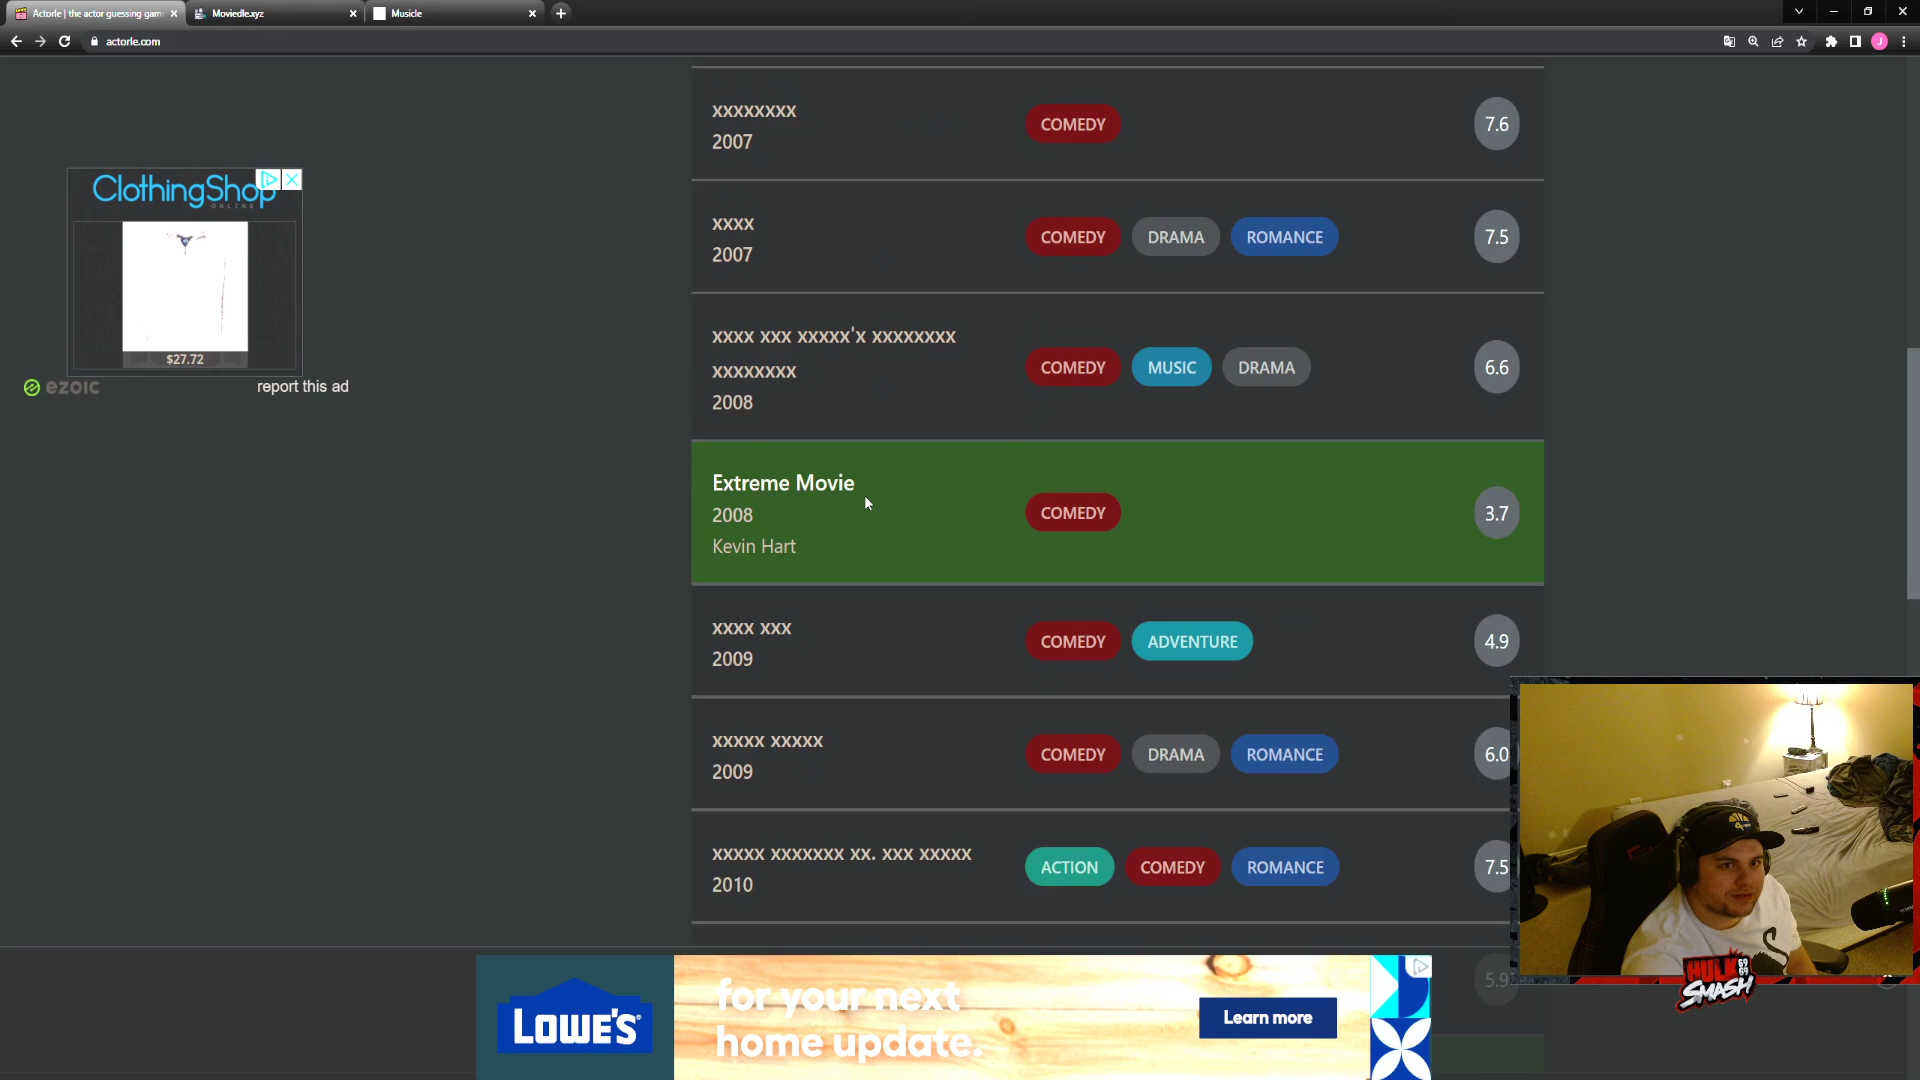 Actorle | the actor guessing gam
Moviedle.xyz
Musicle
actorle.com
J
xxxxxxxx
2007
COMEDY
7.6
ClothingShop
ONLINE
$27.72
ezoic
report this ad
xxxx
2007
COMEDY
DRAMA
ROMANCE
7.5
xxxx xxx xxxxx'x xxxxxxxx
xxxxxxxx
2008
COMEDY
MUSIC
DRAMA
6.6
Extreme Movie
2008
Kevin Hart
COMEDY
3.7
xxxx xxx
2009
COMEDY
ADVENTURE
4.9
xxxxx xxxxx
2009
COMEDY
DRAMA
ROMANCE
6.0
xxxxx xxxxxxx xx. xxx xxxxx
2010
ACTION
COMEDY
ROMANCE
7.5
5.9
LOWE'S
for your next
home update.
Learn more
HULK
6969
SMASH